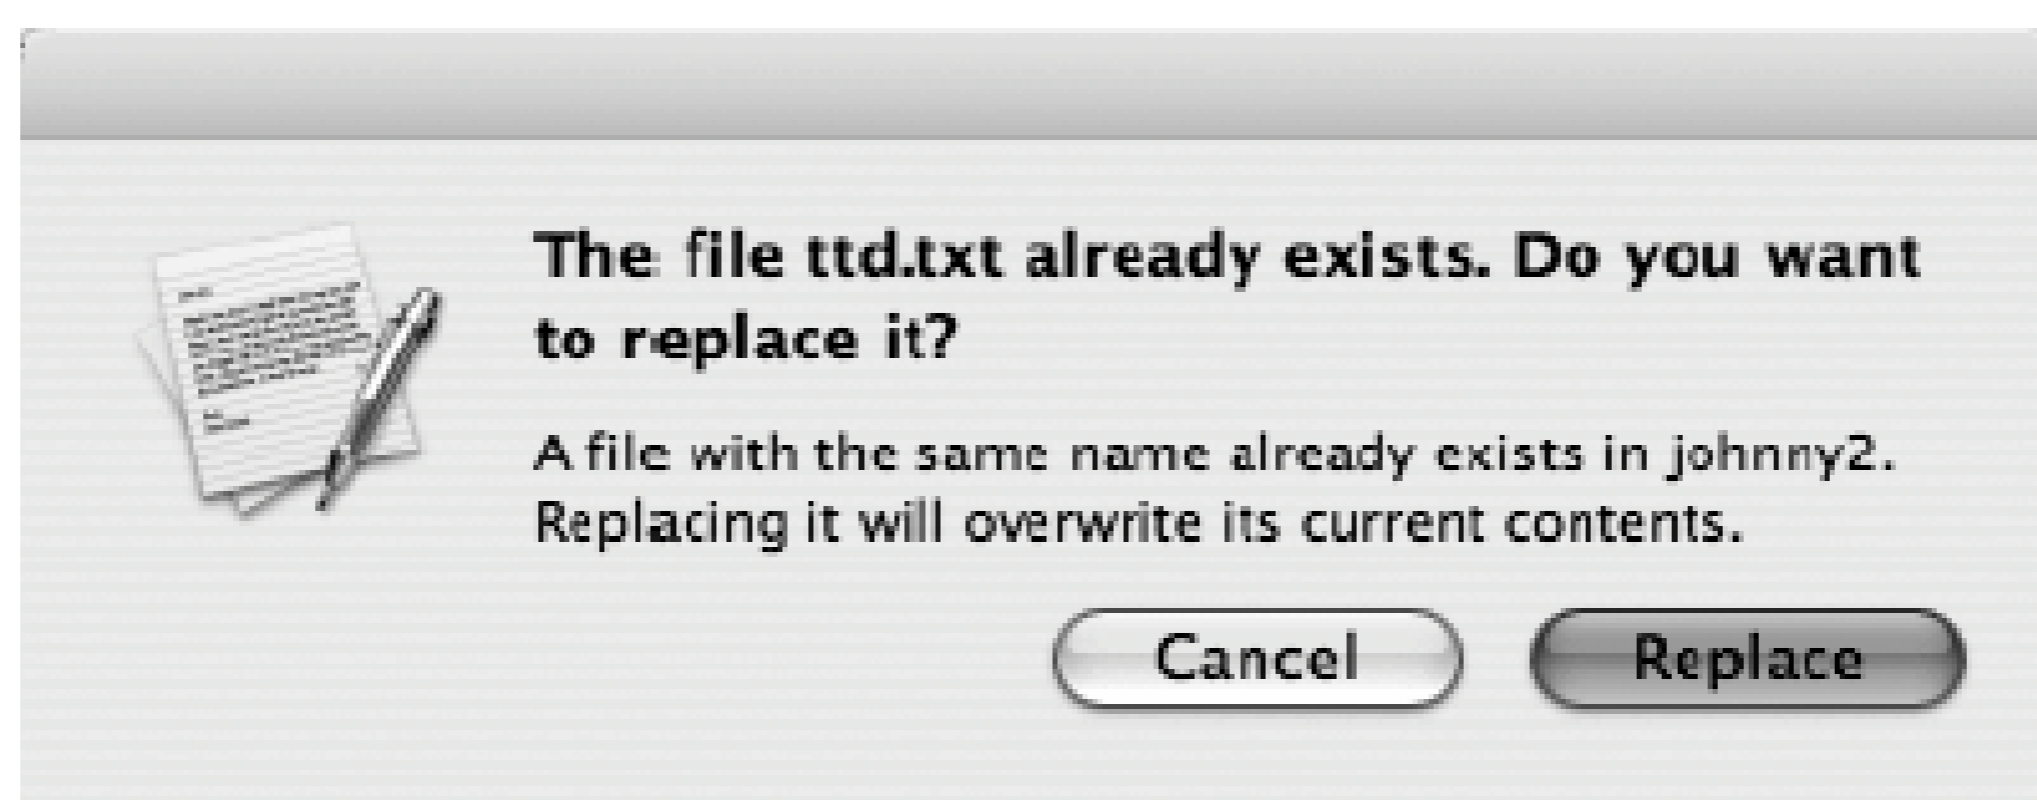 The file ttd.txt already exists. Do you want
to replace it?
A file with the same name already exists in johnny2.
Replacing it will overwrite its current contents.
Cancel Replace